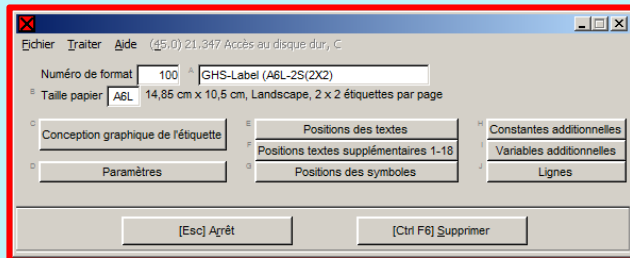 Fichier Traiter Aide (45.0) 21.347 Accès au disque dur, C
Numéro de format 100 A GHS-Label (A6L-2S(2X2)
B Taille papier A6L 14,85 cm x 10,5 cm, Landscape, 2 x 2 étiquettes par page
C Conception graphique de l'étiquette E Positions des textes H Constantes additionnelles
F Positions textes supplémentaires 1-18 I Variables additionnelles
D Paramètres G Positions des symboles J Lignes
[Esc] Arrêt [Ctrl F6] Supprimer